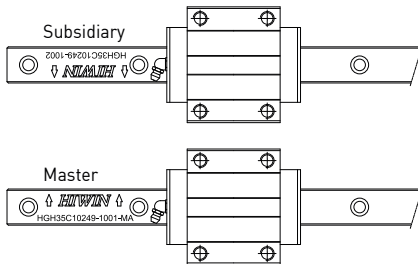 Subsidiary
HGH35C10249-1002
⇧ HIWIN ⇧
Master
⇧ HIWIN ⇧
HGH35C10249-1001-MA